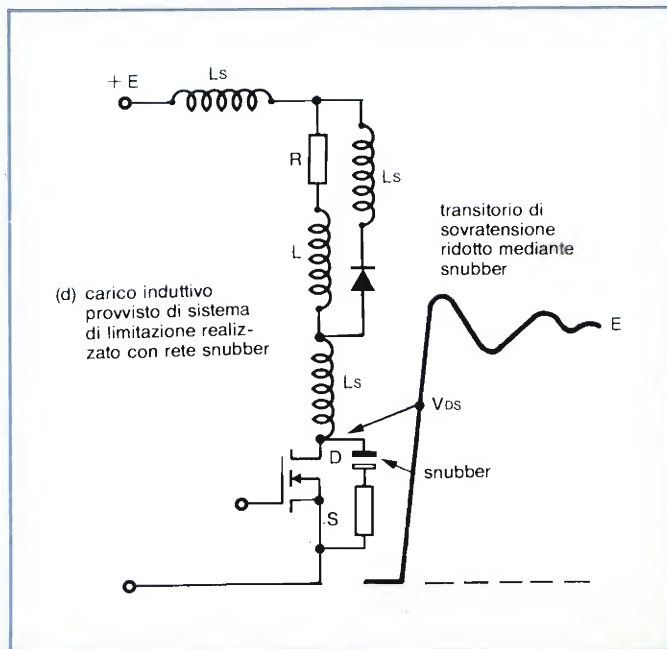 + E
Ls
R
Ls
L
transitorio di
sovratensione
ridotto mediante
snubber
(d) carico induttivo
provvisto di sistema
di limitazione realiz-
zato con rete snubber
E
Ls
VDS
D
snubber
S